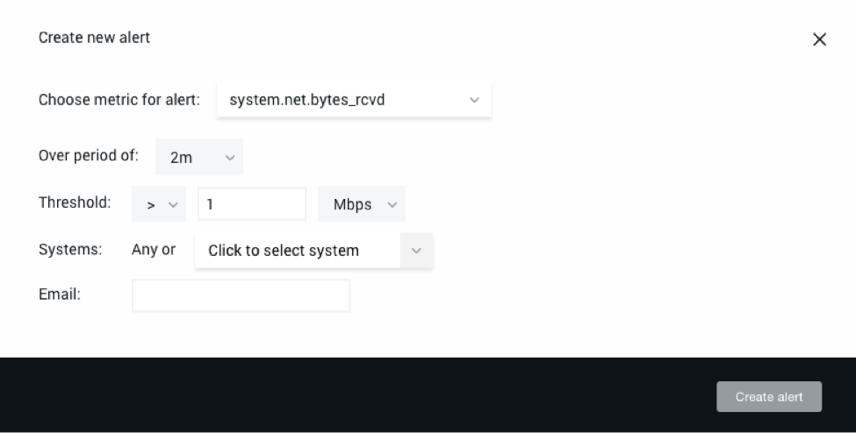 Create new alert
Choose metric for alert: system.net.bytes_rcvd
Over period of: 2m
Threshold: > 1 Mbps
Systems: Any or Click to select system
Email:
Create alert